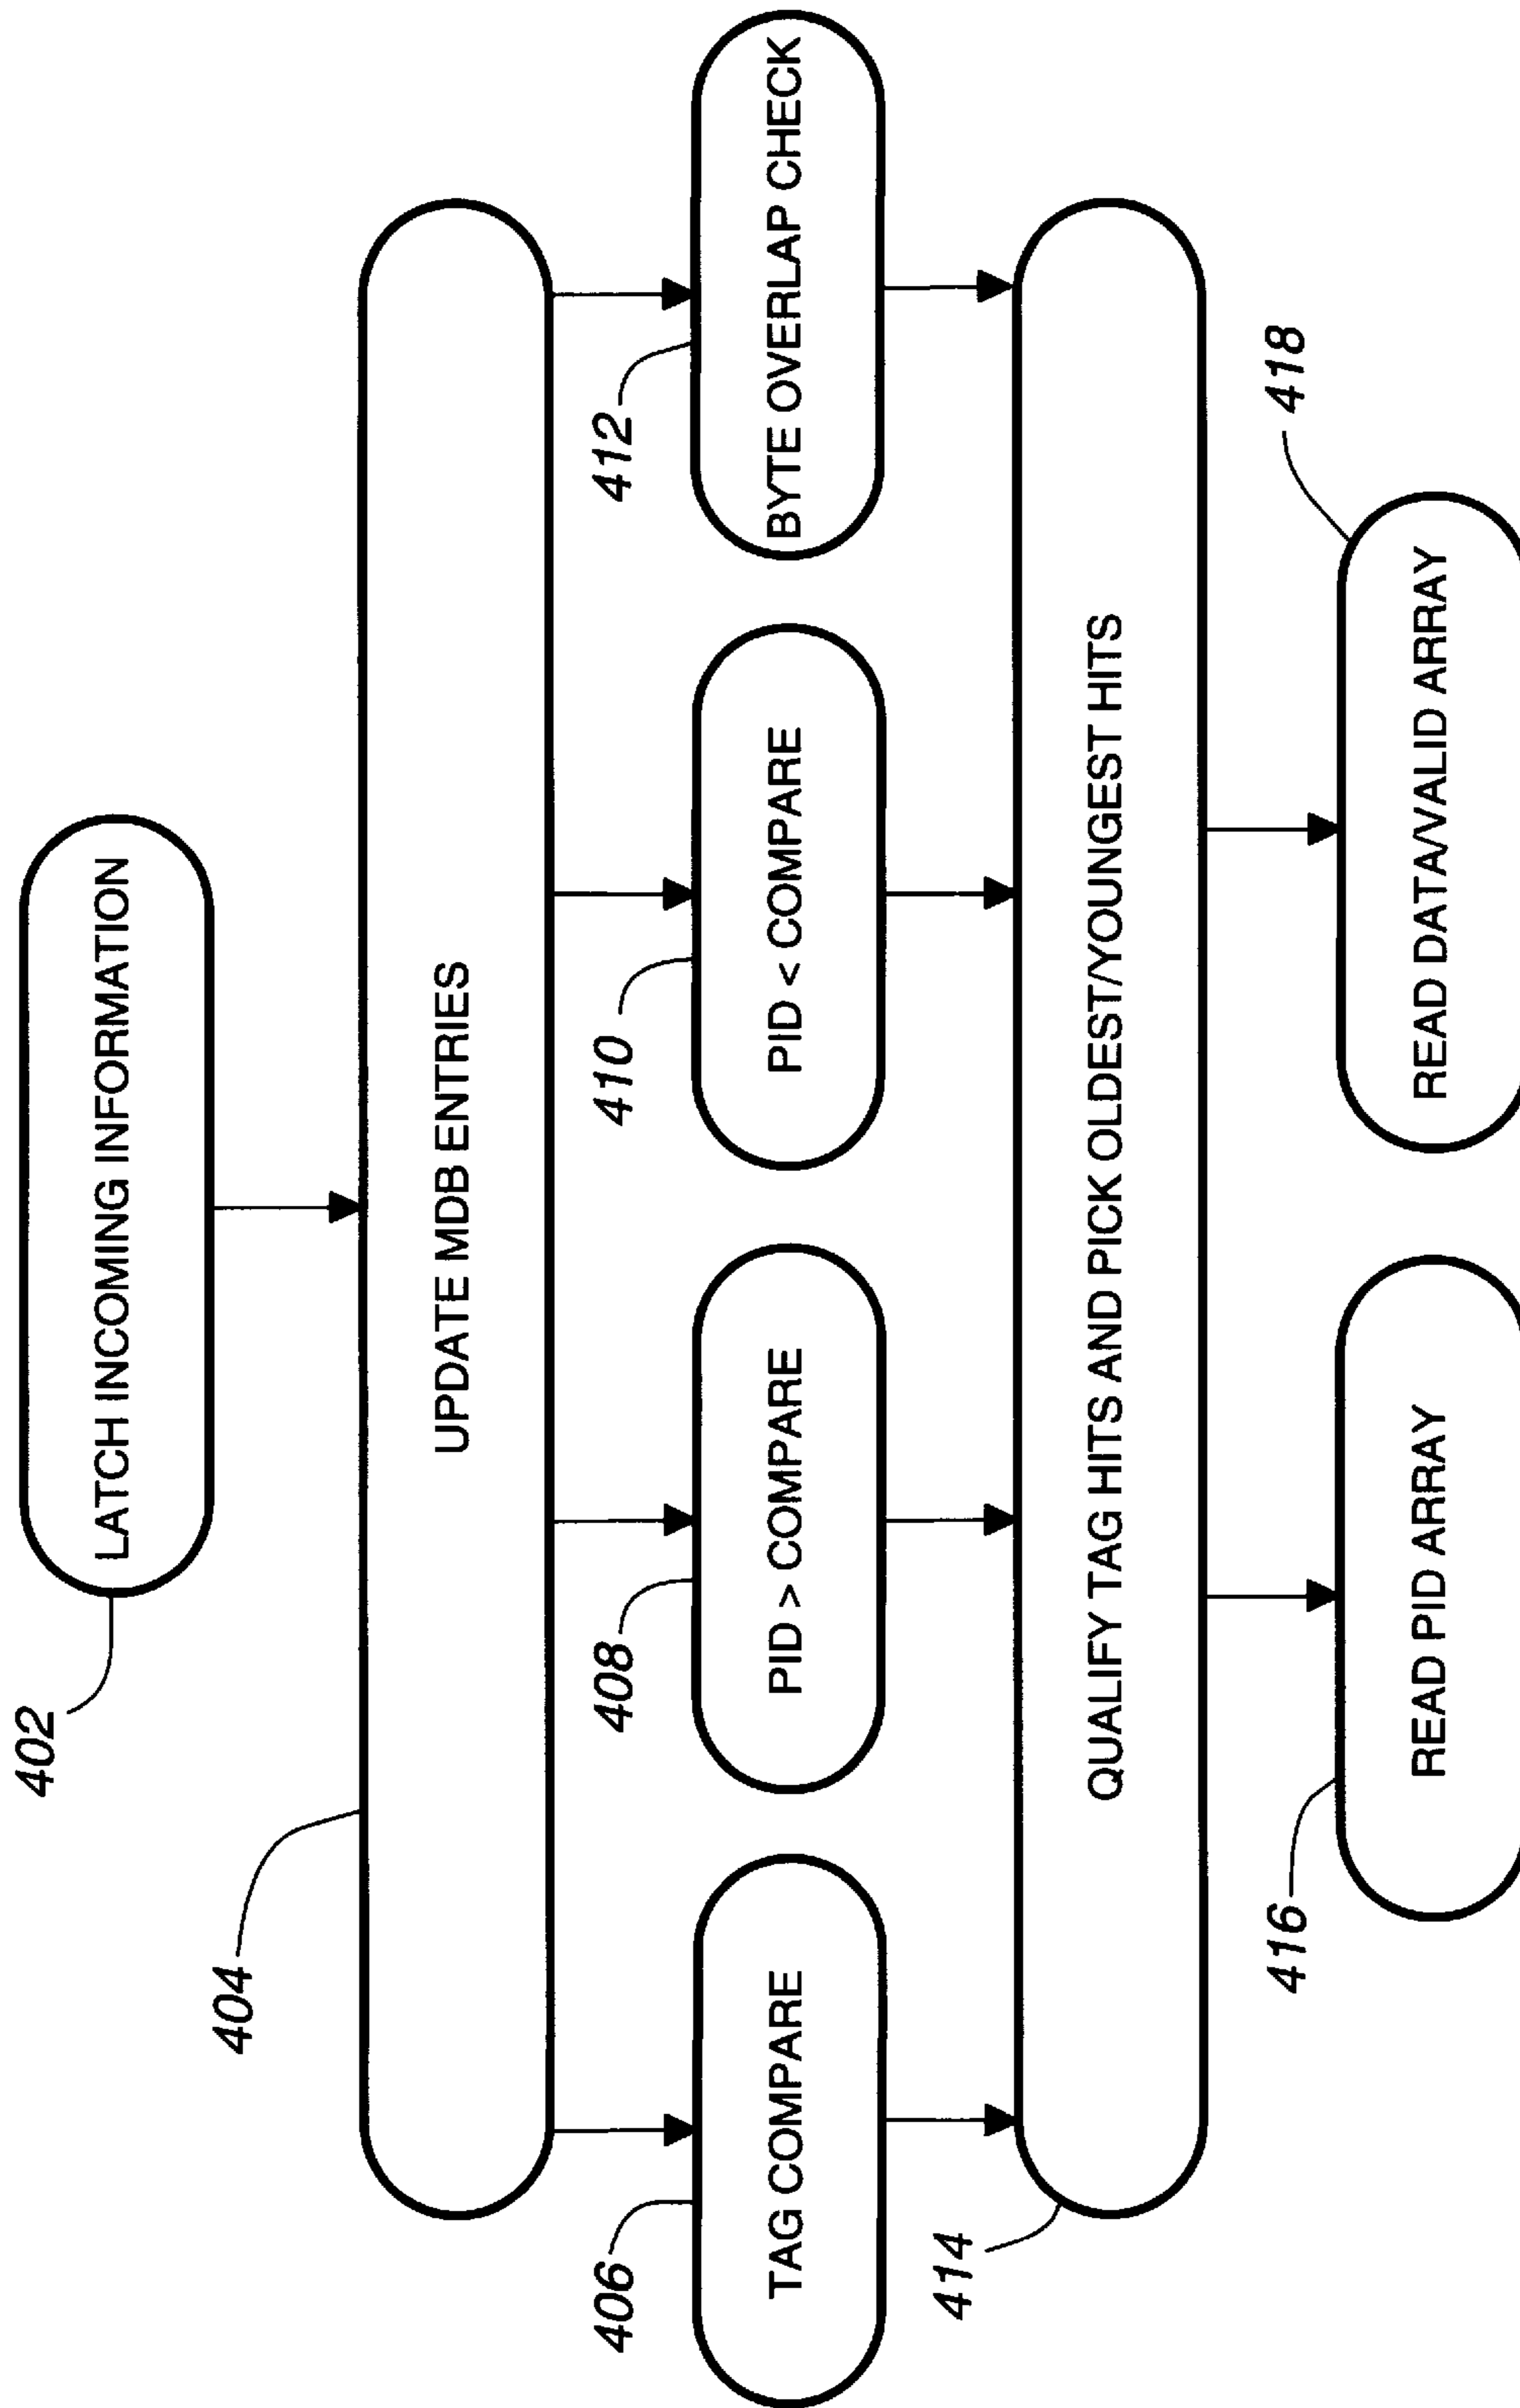 402
LATCH INCOMING INFORMATION
404
UPDATE MDB ENTRIES
406
408
410
412
TAG COMPARE
PID > COMPARE
PID < COMPARE
BYTE OVERLAP CHECK
414
QUALIFY TAG HITS AND PICK OLDEST/YOUNGEST HITS
416
418
READ PID ARRAY
READ DATA/VALID ARRAY